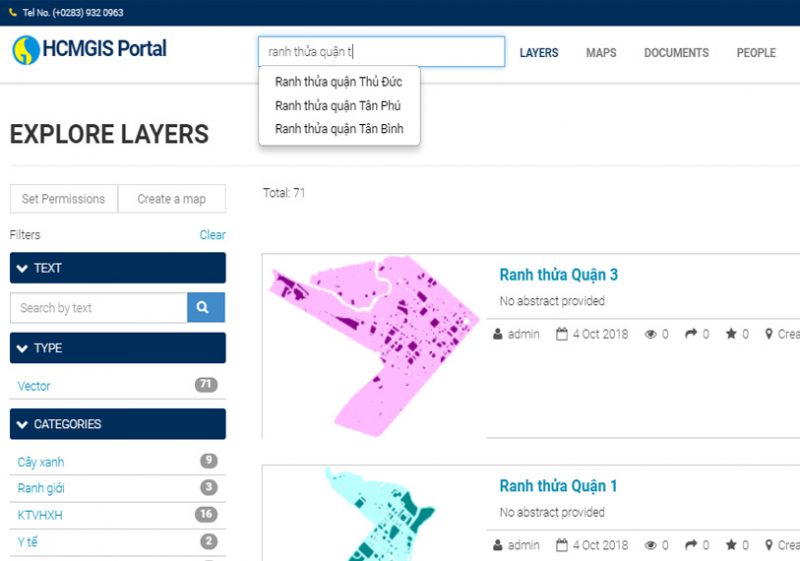 Tel No. (+0283) 932 0963
HCMGIS Portal
ranh thửa quận t
LAYERS
MAPS
DOCUMENTS
PEOPLE
Ranh thửa quận Thủ Đức
Ranh thửa quận Tân Phú
Ranh thửa quận Tân Bình
EXPLORE LAYERS
Set Permissions
Create a map
Total: 71
Filters
Clear
TEXT
Search by text
TYPE
Vector
71
CATEGORIES
Cây xanh
9
Ranh giới
3
KTVHXH
16
Y tế
2
Ranh thửa Quận 3
No abstract provided
admin 4 Oct 2018 0 0 0 Crea
Ranh thửa Quận 1
No abstract provided
admin 4 Oct 2018 0 0 0 Crea